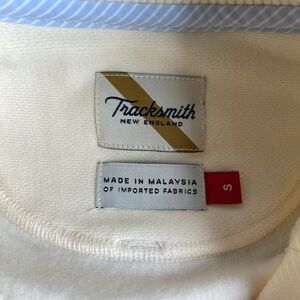 Tracksmith
NEW ENGLAND
MADE IN MALAYSIA
OF IMPORTED FABRICS
S